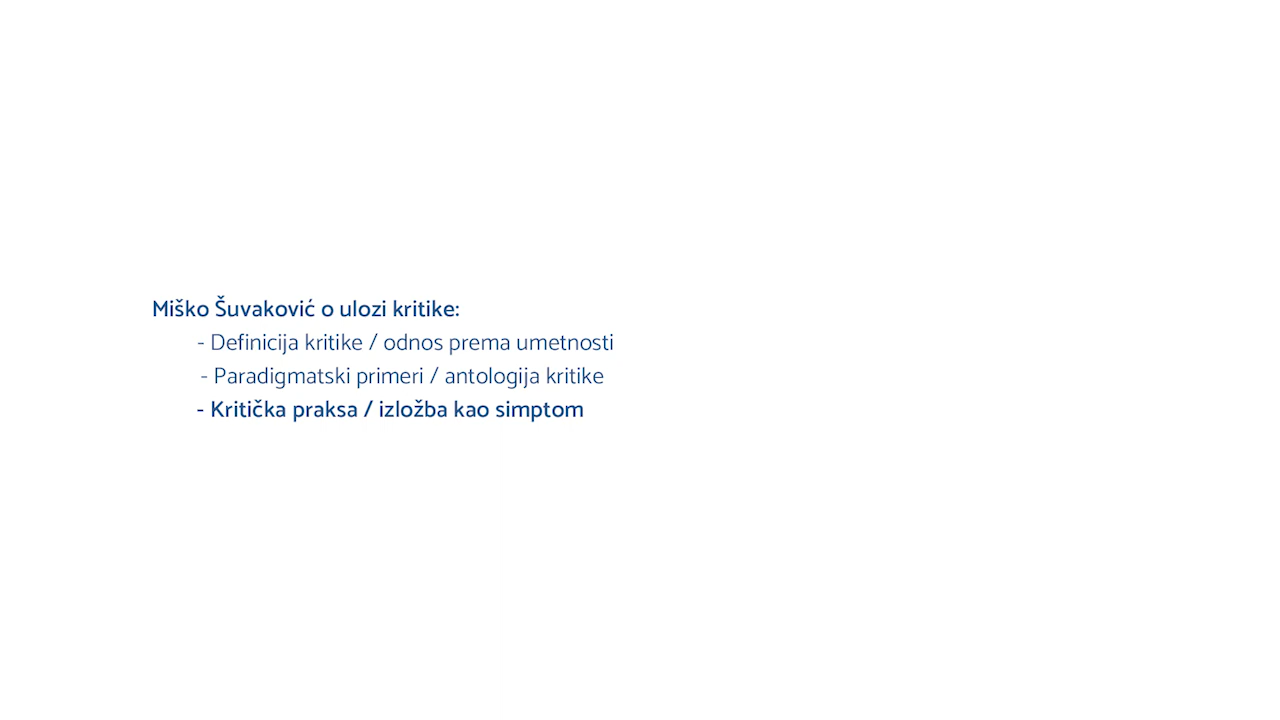 Miško Šuvaković o ulozi kritike:
- Definicija kritike / odnos prema umetnosti
- Paradigmatski primeri / antologija kritike
- Kritička praksa / izložba kao simptom